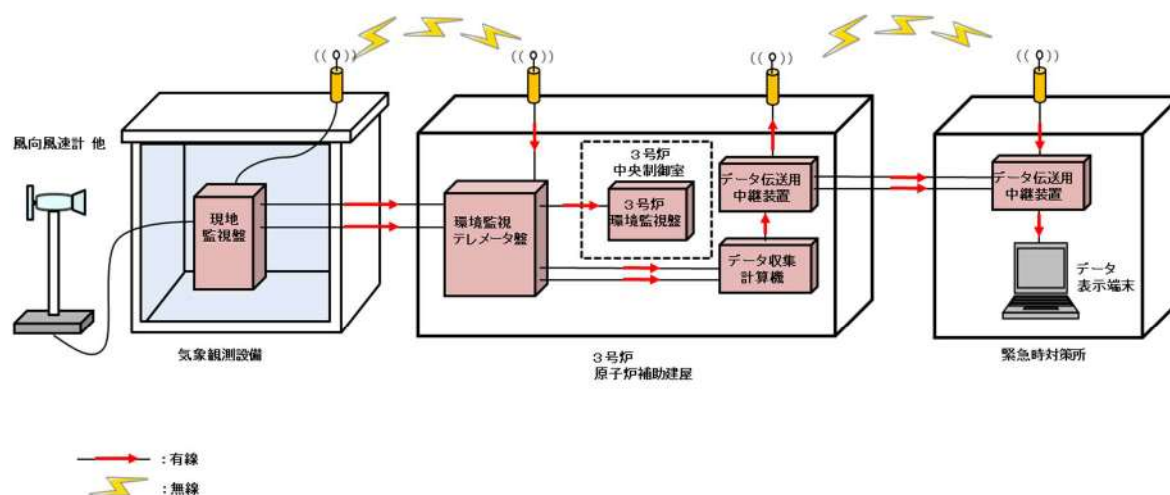 風向風速計 他
現地
監視盤
気象観測設備
環境監視
テレメータ盤
3号炉
中央制御室
3号炉
環境監視盤
データ伝送用
中継装置
データ収集
計算機
3号炉
原子炉補助建屋
データ伝送用
中継装置
データ
表示端末
緊急時対策所
:有線
:無線